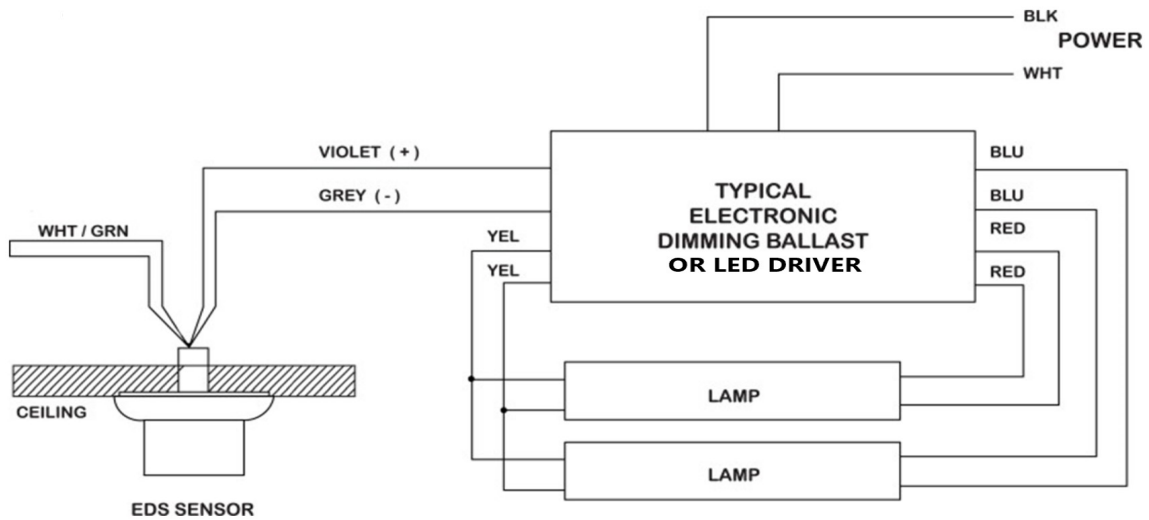 BLK
POWER
WHT
VIOLET ( + )
GREY ( - )
WHT / GRN
YEL
YEL
TYPICAL
ELECTRONIC
DIMMING BALLAST
OR LED DRIVER
BLU
BLU
RED
RED
LAMP
LAMP
CEILING
EDS SENSOR